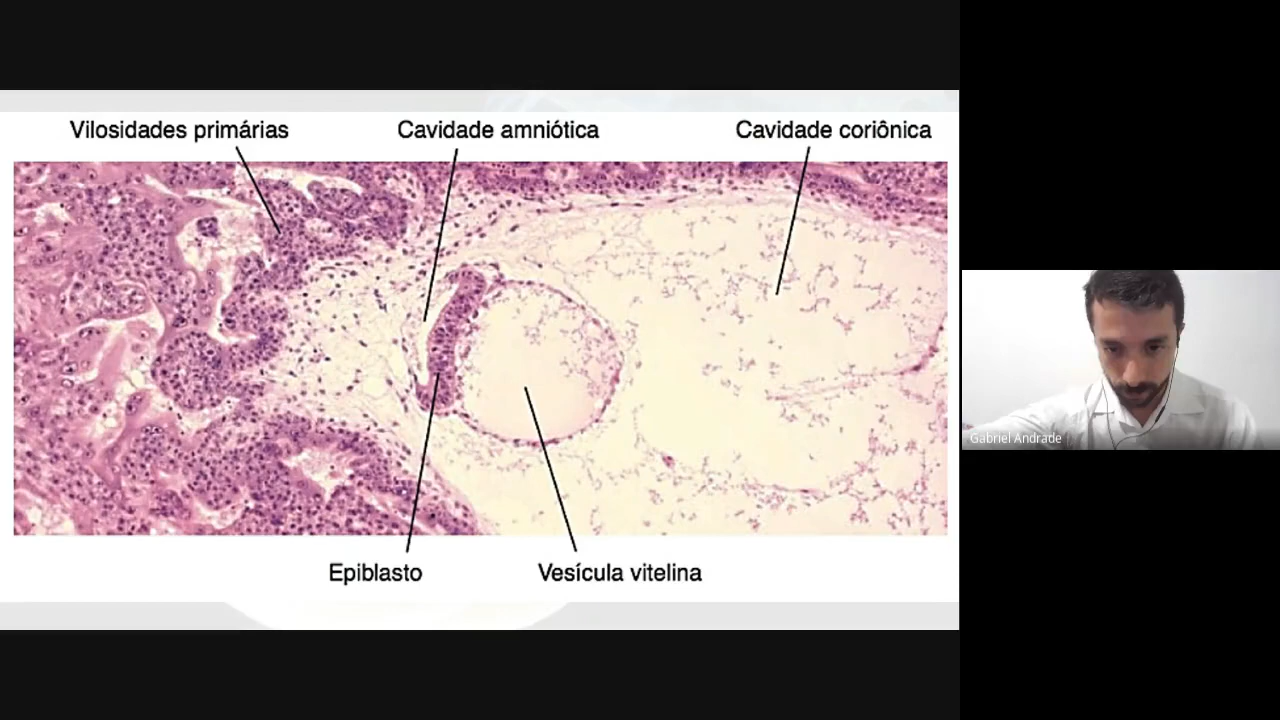 Vilosidades primárias
Cavidade amniótica
Cavidade coriônica
Epiblasto
Vesícula vitelina
Gabriel Andrade